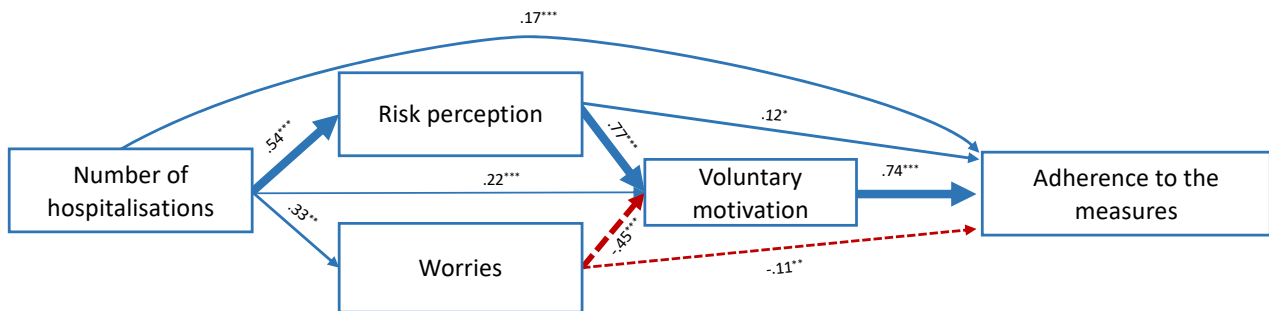 .17***
Risk perception
.54***
.12*
.77***
Number of
hospitalisations
.22***
Voluntary
motivation
.74***
Adherence to the
measures
.33**
-.45***
Worries
-.11**